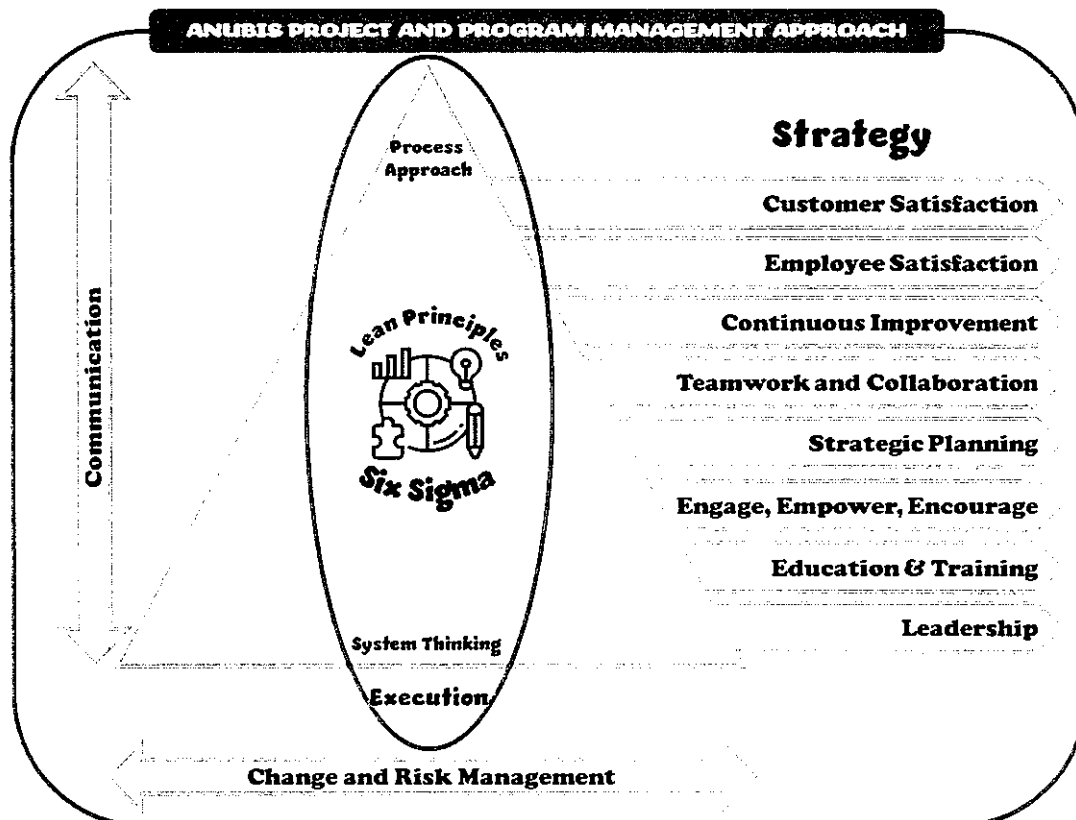 ANUBIS PROJECT AND PROGRAM MANAGEMENT APPROACH
Strategy
Process
Approach
Customer Satisfaction
Employee Satisfaction
Continuous Improvement
Teamwork and Collaboration
Strategic Planning
Engage, Empower, Encourage
Education & Training
Leadership
Communication
Lean Principles
Six Sigma
System Thinking
Execution
Change and Risk Management